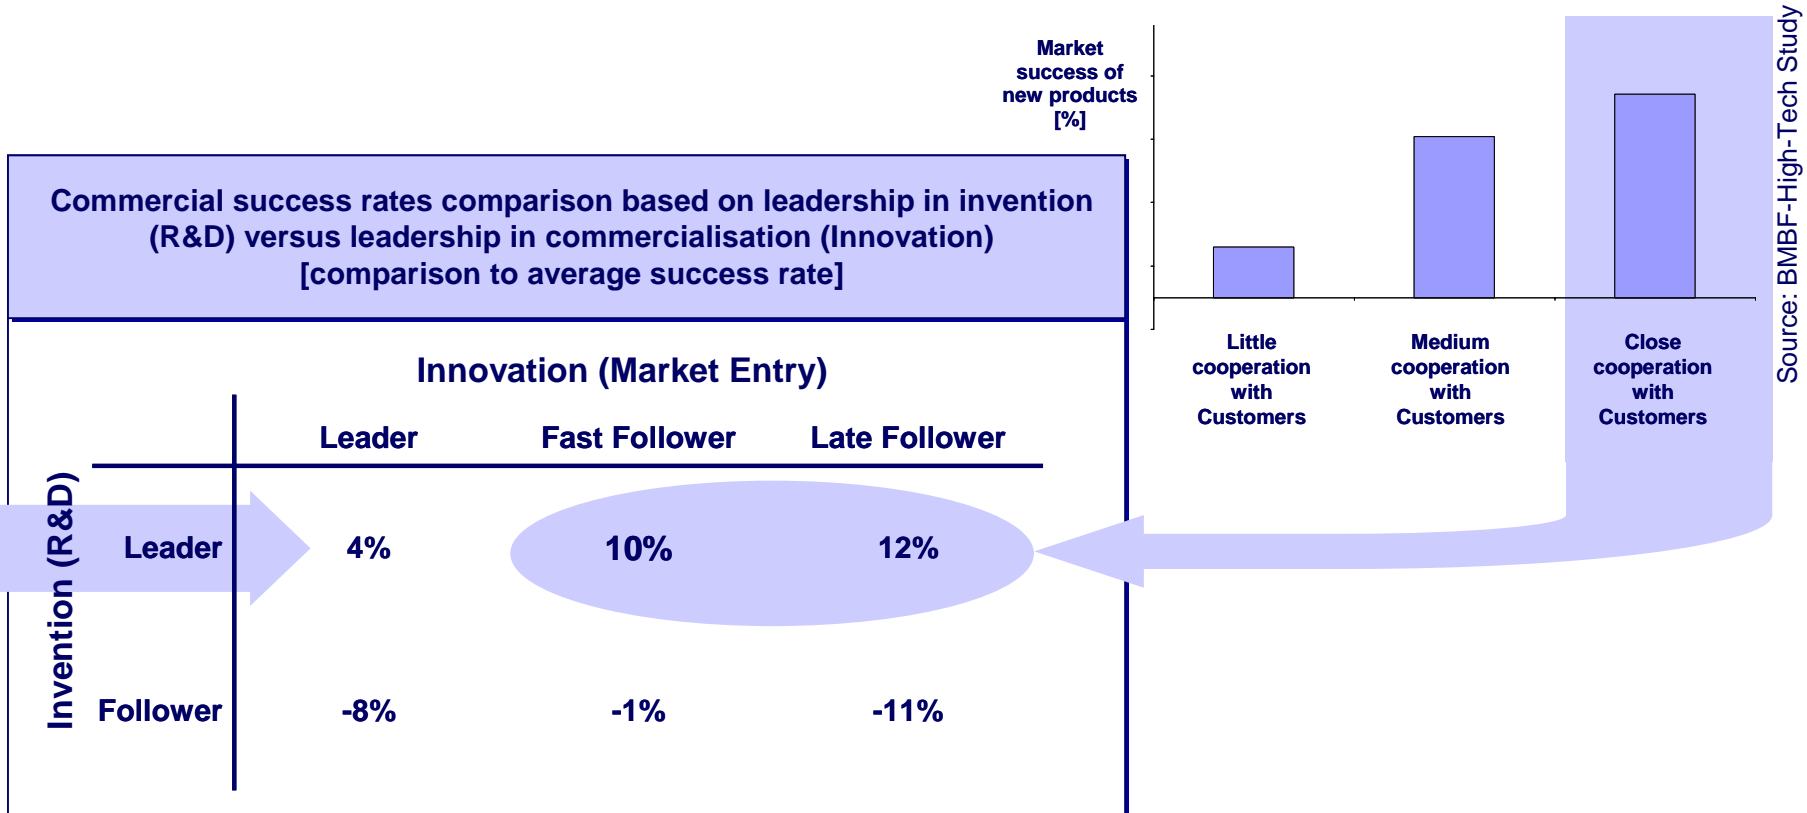 Market
success of
new products
[%]
Little
cooperation
with
Customers
Medium
cooperation
with
Customers
Close
cooperation
with
Customers
Source: BMBF-High-Tech Study
Commercial success rates comparison based on leadership in invention
(R&D) versus leadership in commercialisation (Innovation)
[comparison to average success rate]
Innovation (Market Entry)
Leader Fast Follower Late Follower
Invention (R&D)
Leader 4% 10% 12%
Follower -8% -1% -11%